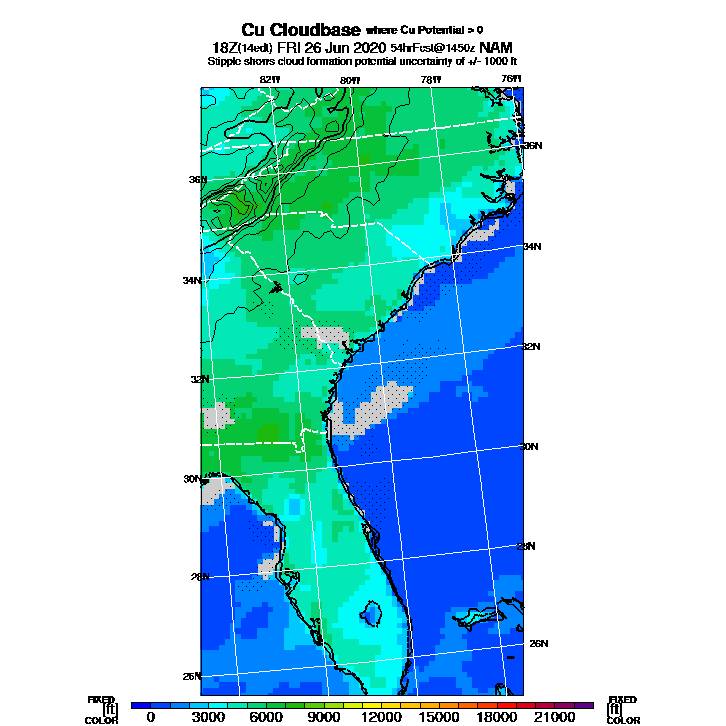 Cu Cloudbase where Cu Potential > 0
18Z(14edt) FRI 26 Jun 2020 54hrFcst@1450z NAM
Stipple shows cloud formation potential uncertainty of +/- 1000 ft
82W 80W 78W 76W
36N
36N
34N
34N
32N
32N
30N
30N
28N
28N
26N
26N
FIXED FIXED
[ft] [ft]
COLOR COLOR
0 3000 6000 9000 12000 15000 18000 21000